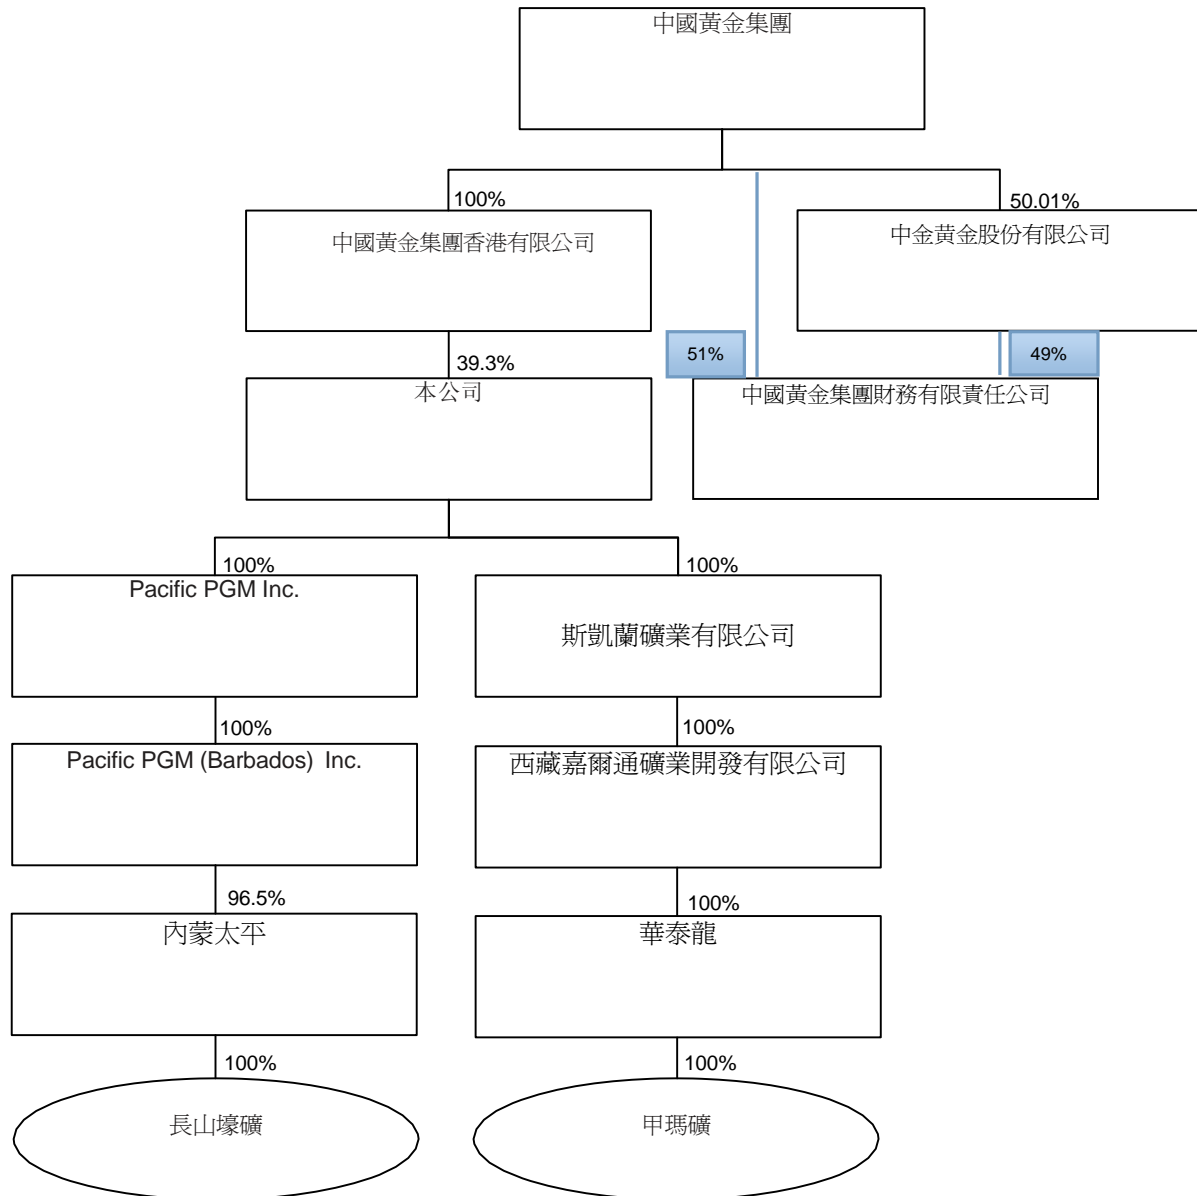 中國黃金集團
100%
50.01%
中國黃金集團香港有限公司
中金黃金股份有限公司
39.3%
51%
49%
本公司
中國黃金集團財務有限責任公司
100%
100%
Pacific PGM Inc.
斯凱蘭礦業有限公司
100%
100%
Pacific PGM (Barbados) Inc.
西藏嘉爾通礦業開發有限公司
96.5%
100%
內蒙太平
華泰龍
100%
100%
長山壕礦
甲瑪礦